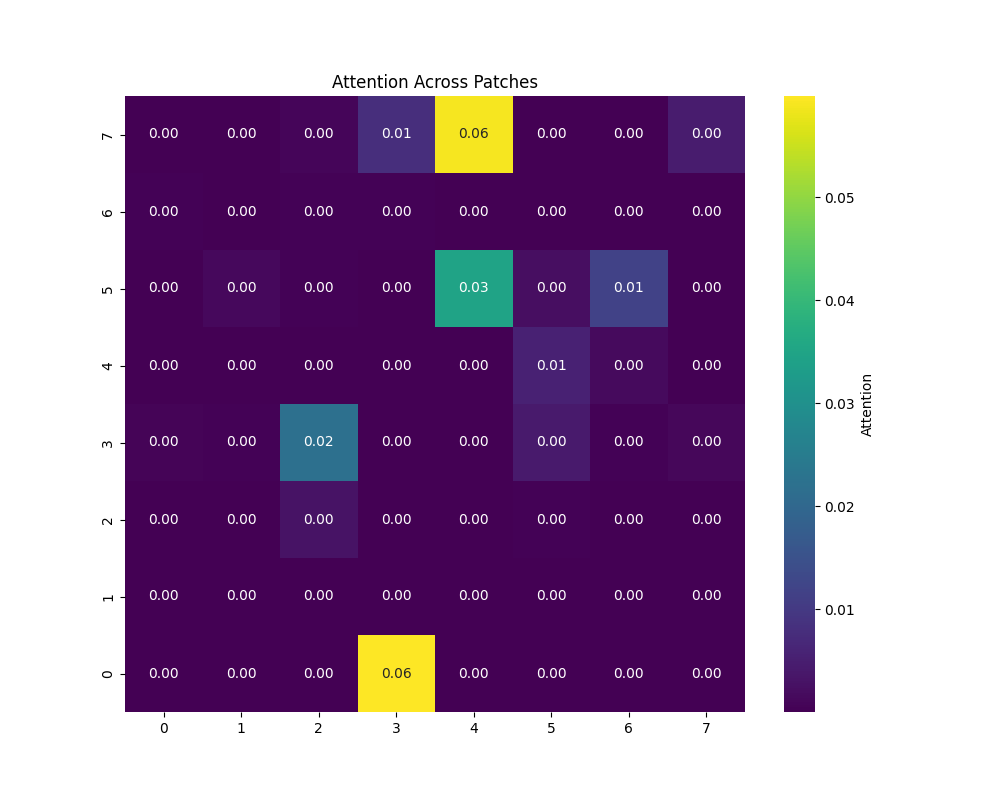 Attention Across Patches
7 0.00 0.00 0.00 0.01 0.06 0.00 0.00 0.00
6 0.00 0.00 0.00 0.00 0.00 0.00 0.00 0.00
5 0.00 0.00 0.00 0.00 0.03 0.00 0.01 0.00
4 0.00 0.00 0.00 0.00 0.00 0.01 0.00 0.00
3 0.00 0.00 0.02 0.00 0.00 0.00 0.00 0.00
2 0.00 0.00 0.00 0.00 0.00 0.00 0.00 0.00
1 0.00 0.00 0.00 0.00 0.00 0.00 0.00 0.00
0 0.00 0.00 0.00 0.06 0.00 0.00 0.00 0.00
0 1 2 3 4 5 6 7
0.05
0.04
0.03
0.02
0.01
Attention